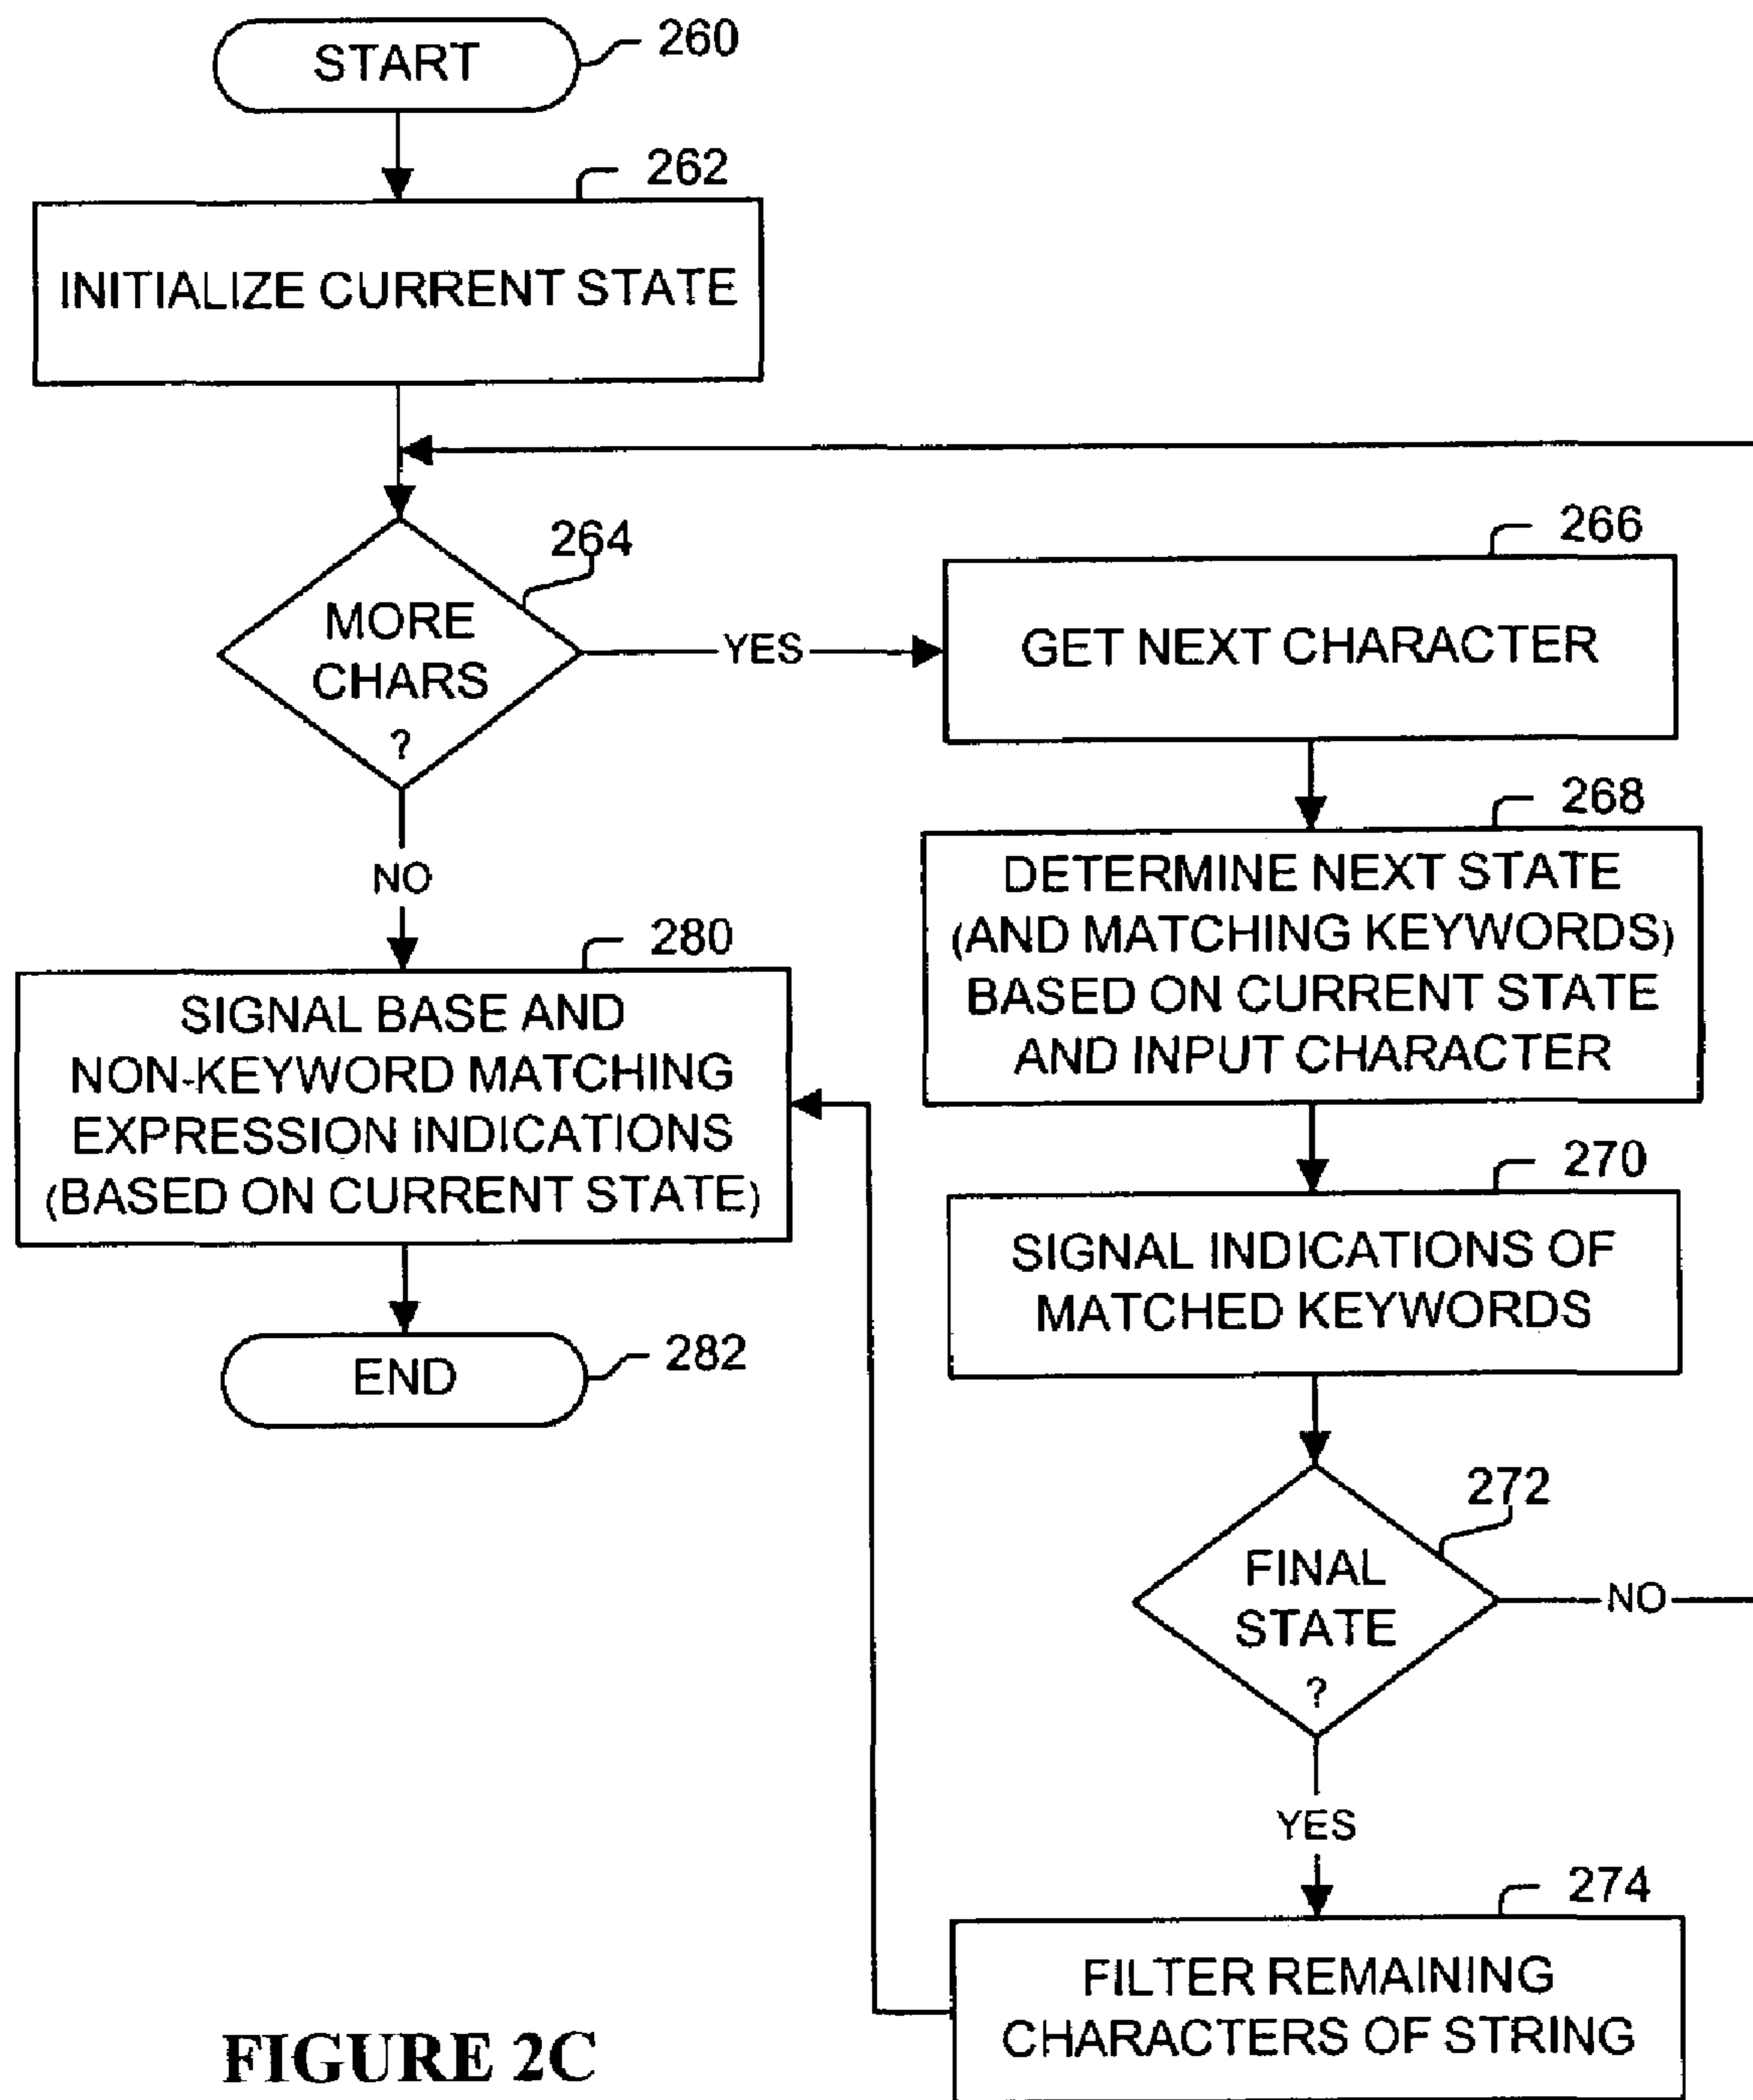 START
260
262
INITIALIZE CURRENT STATE
264
MORE
CHARS
?
YES
266
GET NEXT CHARACTER
268
DETERMINE NEXT STATE
(AND MATCHING KEYWORDS)
BASED ON CURRENT STATE
AND INPUT CHARACTER
270
SIGNAL INDICATIONS OF
MATCHED KEYWORDS
272
FINAL
STATE
?
NO
YES
274
FILTER REMAINING
CHARACTERS OF STRING
NO
280
SIGNAL BASE AND
NON-KEYWORD MATCHING
EXPRESSION INDICATIONS
(BASED ON CURRENT STATE)
END
282
FIGURE 2C